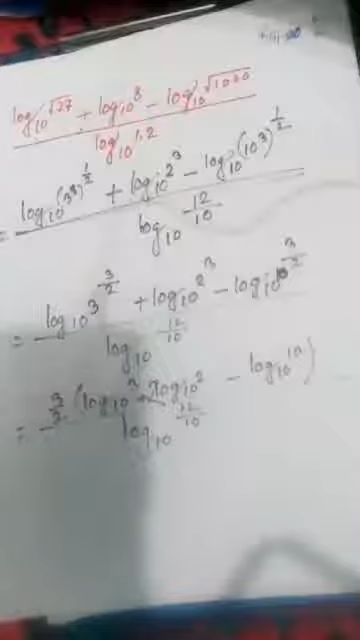 log₁₀√27 + log₁₀8 − log₁₀√1000
log₁₀1.2
= log₁₀(3³)^½ + log₁₀2³ − log₁₀(10³)^½
log₁₀ 12/10
= log₁₀3^(3/2) + log₁₀2³ − log₁₀10^(3/2)
log₁₀ 12/10
= 3/2 (log₁₀3 + 2log₁₀2 − log₁₀10)
log₁₀ 12/10